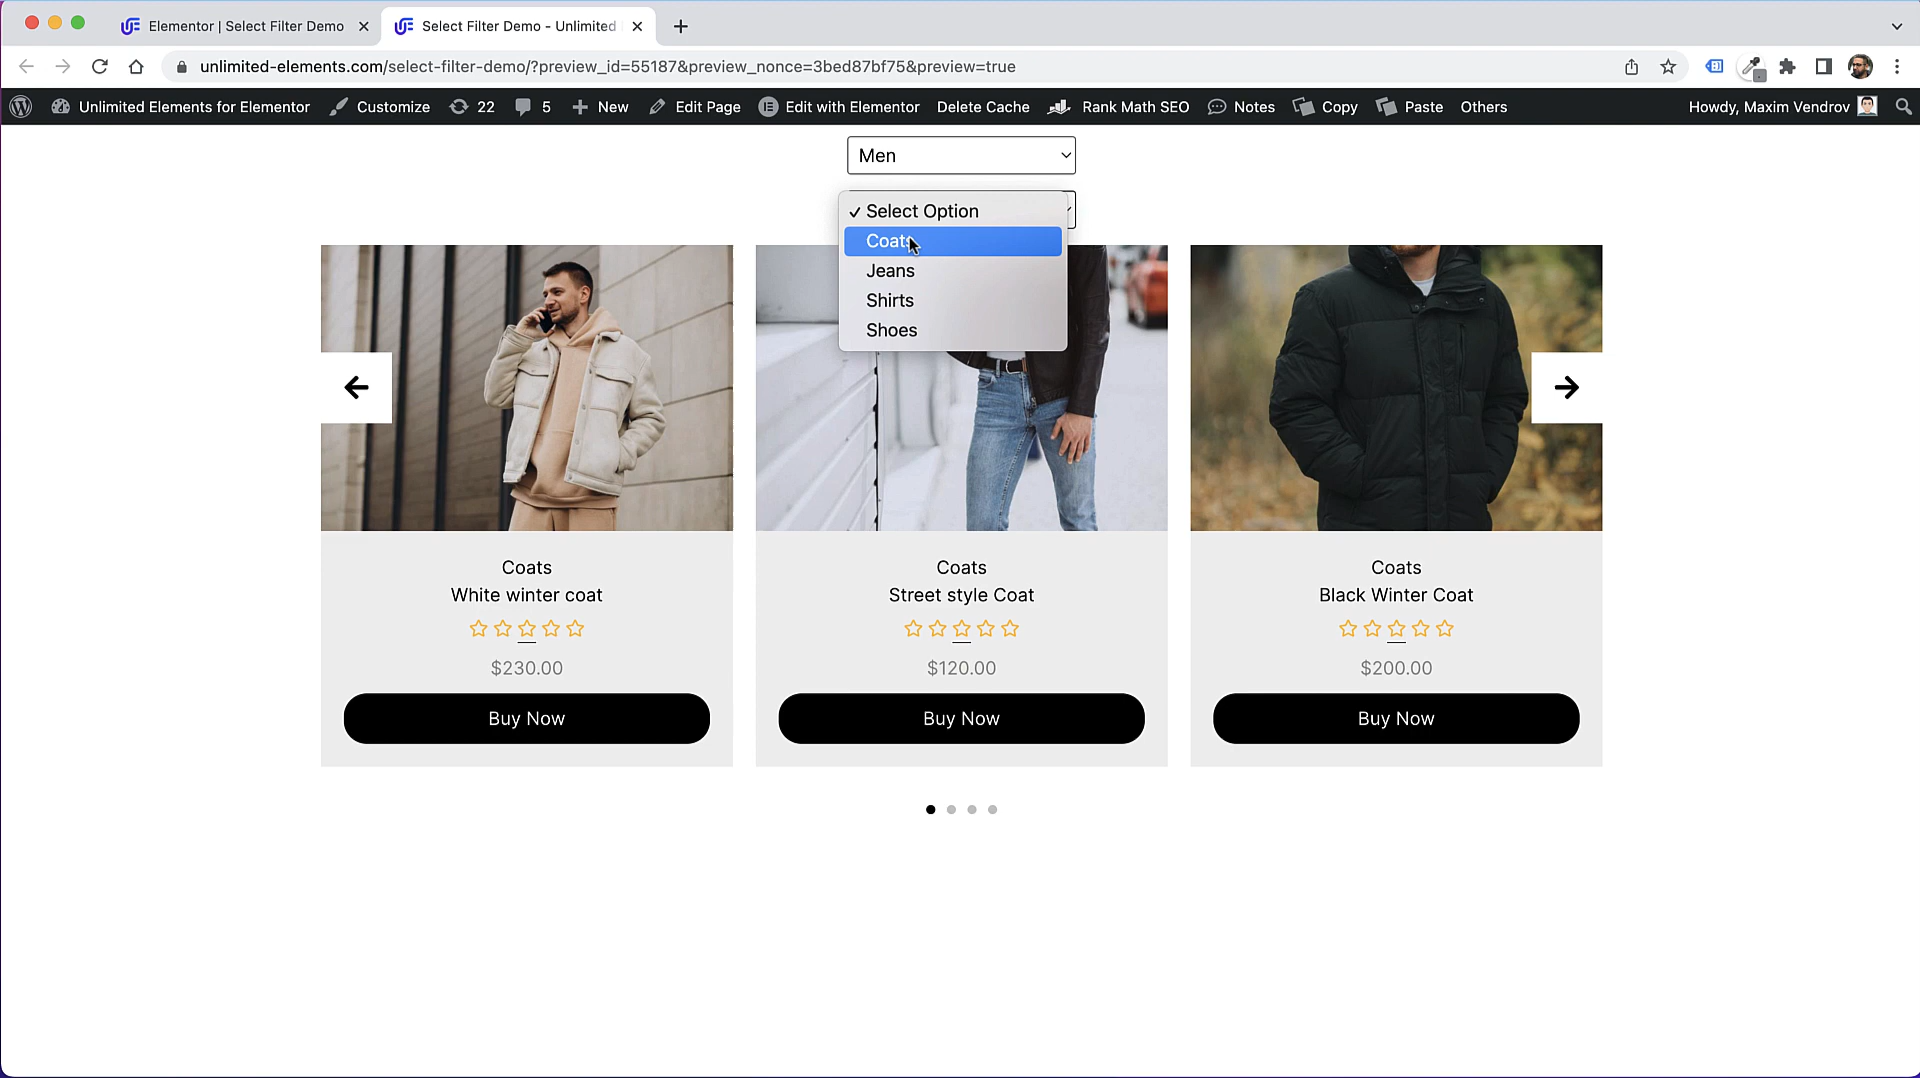 Elementor | Select Filter Demo
Select Filter Demo - Unlimited
unlimited-elements.com/select-filter-demo/?preview_id=55187&preview_nonce=3bed87bf75&preview=true
Unlimited Elements for Elementor Customize 22 5 New Edit Page Edit with Elementor Delete Cache Rank Math SEO Notes Copy Paste Others Howdy, Maxim Vendrov
Men
Select Option
Coats
Jeans
Shirts
Shoes
Coats
White winter coat
$230.00
Buy Now
Coats
Street style Coat
$120.00
Buy Now
Coats
Black Winter Coat
$200.00
Buy Now